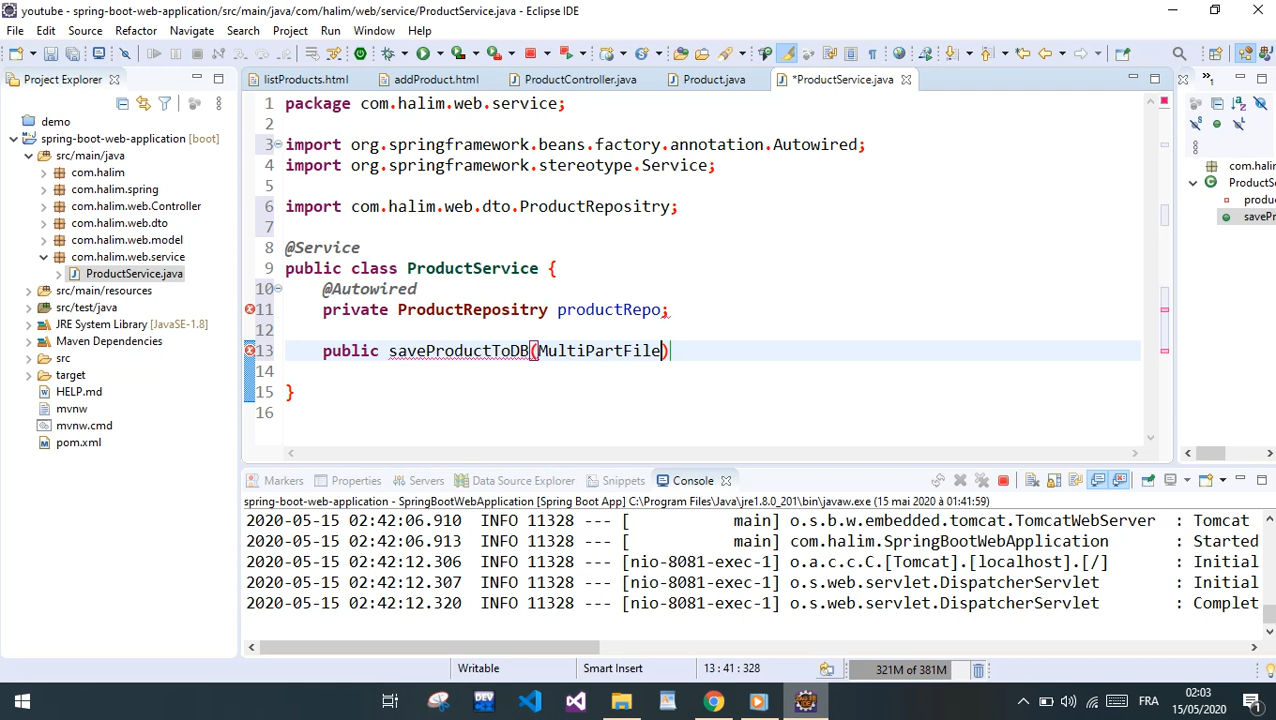 youtube - spring-boot-web-application/src/main/java/com/halim/web/service/ProductService.java - Eclipse IDE
File Edit Source Refactor Navigate Search Project Run Window Help
Project Explorer
listProducts.html addProduct.html ProductController.java Product.java *ProductService.java
demo
spring-boot-web-application [boot]
src/main/java
com.halim
com.halim.spring
com.halim.web.Controller
com.halim.web.dto
com.halim.web.model
com.halim.web.service
ProductService.java
src/main/resources
src/test/java
JRE System Library [JavaSE-1.8]
Maven Dependencies
src
target
HELP.md
mvnw
mvnw.cmd
pom.xml
1 package com.halim.web.service;
2
3 import org.springframework.beans.factory.annotation.Autowired;
4 import org.springframework.stereotype.Service;
5
6 import com.halim.web.dto.ProductRepositry;
7
8 @Service
9 public class ProductService {
10 @Autowired
11 private ProductRepositry productRepo;
12
13 public saveProductToDB(MultiPartFile)
14
15 }
16
com.halin
ProductSe
produc
savePr
Markers Properties Servers Data Source Explorer Snippets Console
spring-boot-web-application - SpringBootWebApplication [Spring Boot App] C:\Program Files\Java\jre1.8.0_201\bin\javaw.exe (15 mai 2020 à 01:41:59)
2020-05-15 02:42:06.910 INFO 11328 --- [ main] o.s.b.w.embedded.tomcat.TomcatWebServer : Tomcat
2020-05-15 02:42:06.913 INFO 11328 --- [ main] com.halim.SpringBootWebApplication : Started
2020-05-15 02:42:12.306 INFO 11328 --- [nio-8081-exec-1] o.a.c.c.C.[Tomcat].[localhost].[/] : Initial
2020-05-15 02:42:12.307 INFO 11328 --- [nio-8081-exec-1] o.s.web.servlet.DispatcherServlet : Initial
2020-05-15 02:42:12.320 INFO 11328 --- [nio-8081-exec-1] o.s.web.servlet.DispatcherServlet : Complet
Writable Smart Insert 13 : 41 : 328 321M of 381M
FRA 02:03
15/05/2020